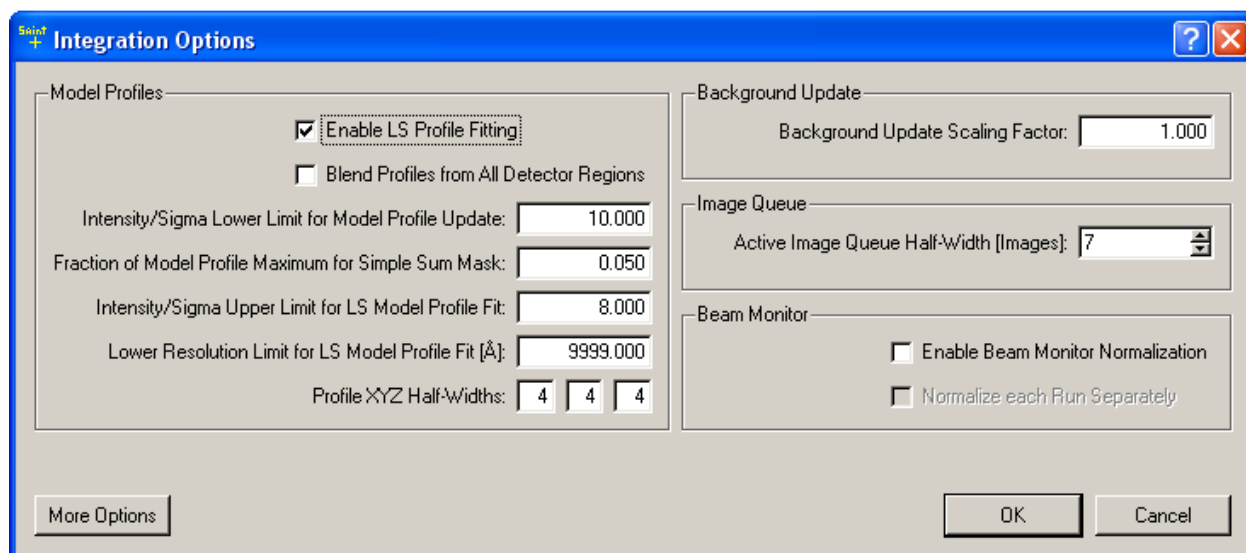 SAint
+
Integration Options
?
Model Profiles
Enable LS Profile Fitting
Blend Profiles from All Detector Regions
Intensity/Sigma Lower Limit for Model Profile Update: 10.000
Fraction of Model Profile Maximum for Simple Sum Mask: 0.050
Intensity/Sigma Upper Limit for LS Model Profile Fit: 8.000
Lower Resolution Limit for LS Model Profile Fit [Å]: 9999.000
Profile XYZ Half-Widths: 4 4 4
Background Update
Background Update Scaling Factor: 1.000
Image Queue
Active Image Queue Half-Width [Images]: 7
Beam Monitor
Enable Beam Monitor Normalization
Normalize each Run Separately
More Options
OK
Cancel